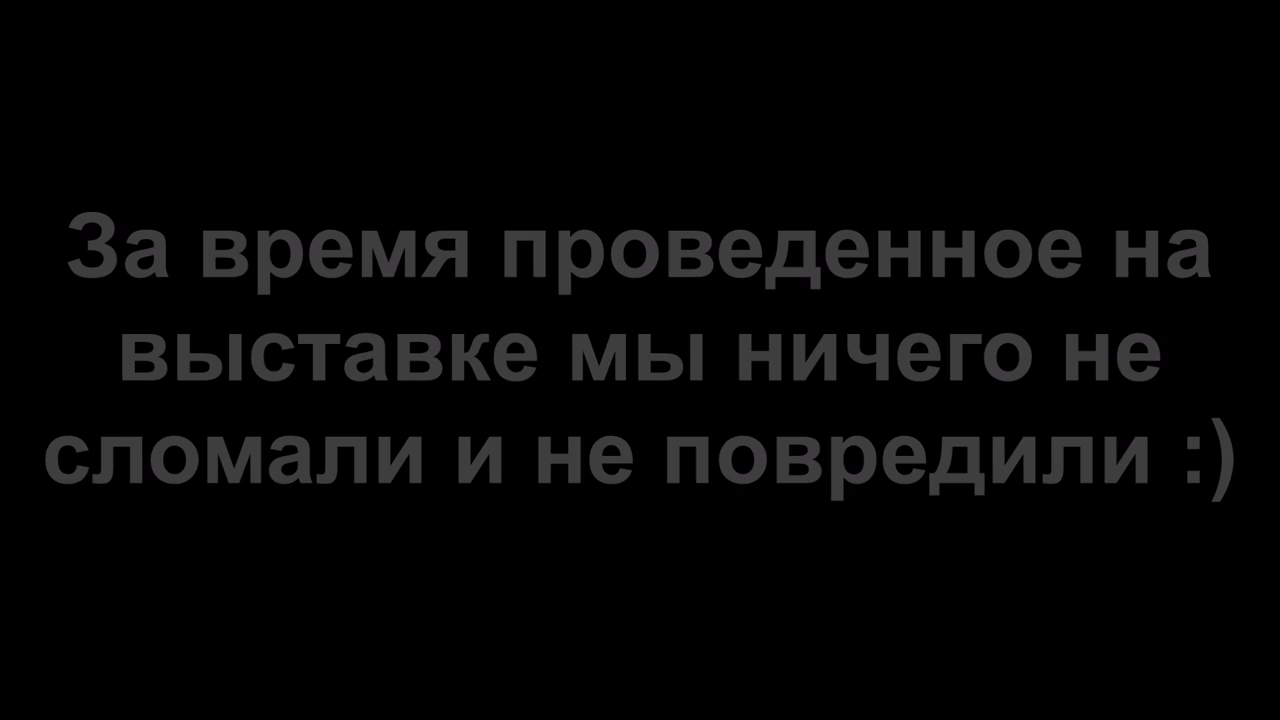 За время проведенное на
выставке мы ничего не
сломали и не повредили :)